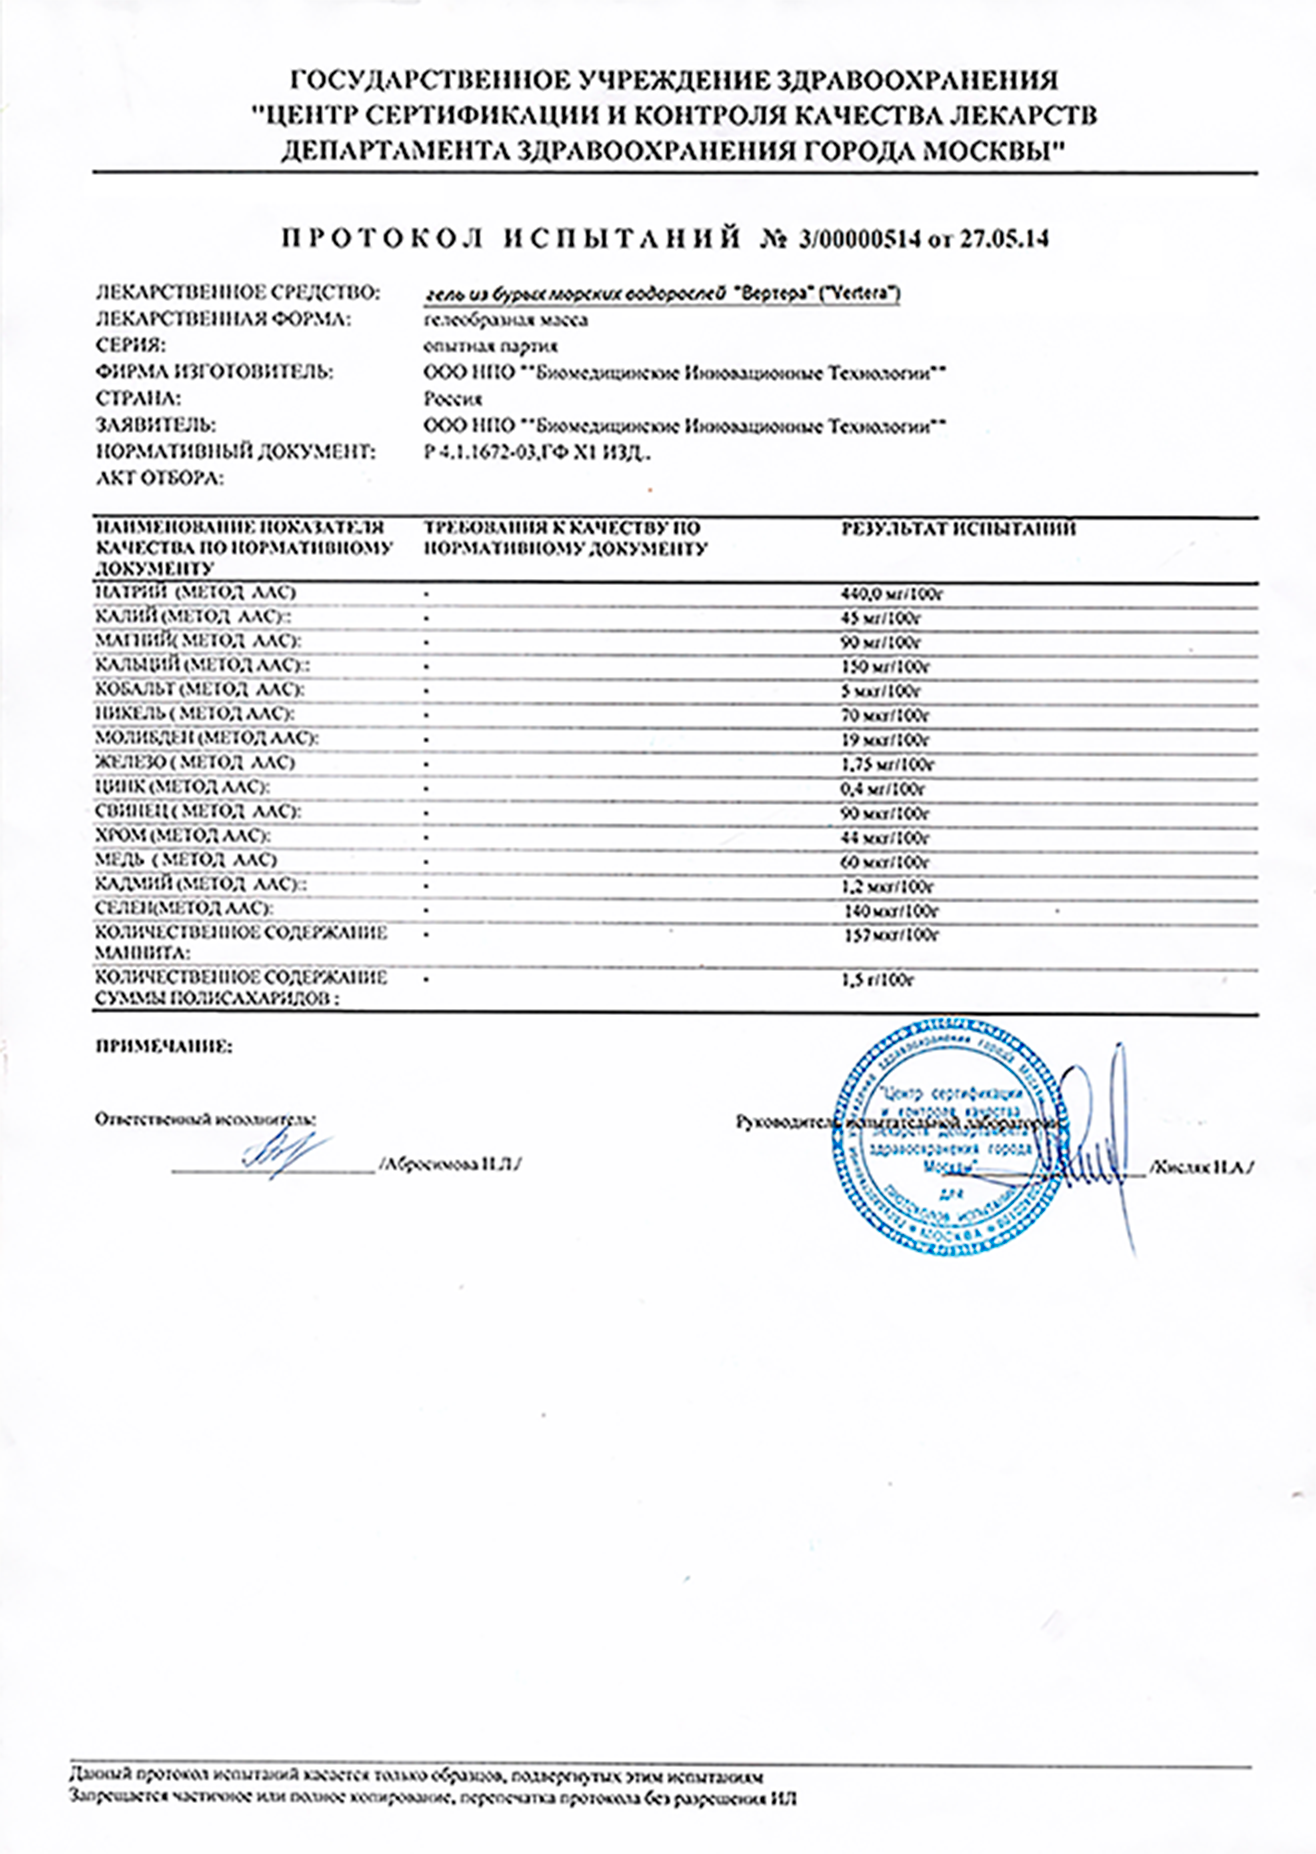 ГОСУДАРСТВЕННОЕ УЧРЕЖДЕНИЕ ЗДРАВООХРАНЕНИЯ
"ЦЕНТР СЕРТИФИКАЦИИ И КОНТРОЛЯ КАЧЕСТВА ЛЕКАРСТВ
ДЕПАРТАМЕНТА ЗДРАВООХРАНЕНИЯ ГОРОДА МОСКВЫ"
ПРОТОКОЛ ИСПЫТАНИЙ № 3/00000514 от 27.05.14
ЛЕКАРСТВЕННОЕ СРЕДСТВО: гель из бурых морских водорослей "Вертера" ("Vertera")
ЛЕКАРСТВЕННАЯ ФОРМА: гелеобразная масса
СЕРИЯ: опытная партия
ФИРМА ИЗГОТОВИТЕЛЬ: ООО НПО ""Биомедицинские Инновационные Технологии""
СТРАНА: Россия
ЗАЯВИТЕЛЬ: ООО НПО ""Биомедицинские Инновационные Технологии""
НОРМАТИВНЫЙ ДОКУМЕНТ: Р 4.1.1672-03,ГФ X1 ИЗД..
АКТ ОТБОРА:
НАИМЕНОВАНИЕ ПОКАЗАТЕЛЯ ТРЕБОВАНИЯ К КАЧЕСТВУ ПО РЕЗУЛЬТАТ ИСПЫТАНИЙ
КАЧЕСТВА ПО НОРМАТИВНОМУ НОРМАТИВНОМУ ДОКУМЕНТУ
ДОКУМЕНТУ
НАТРИЙ (МЕТОД ААС) - 440,0 мг/100г
КАЛИЙ (МЕТОД ААС):: - 45 мг/100г
МАГНИЙ( МЕТОД ААС): - 90 мг/100г
КАЛЬЦИЙ (МЕТОД ААС):: - 150 мг/100г
КОБАЛЬТ (МЕТОД ААС): - 5 мкг/100г
НИКЕЛЬ ( МЕТОД ААС): - 70 мкг/100г
МОЛИБДЕН (МЕТОД ААС): - 19 мкг/100г
ЖЕЛЕЗО ( МЕТОД ААС) - 1,75 мг/100г
ЦИНК (МЕТОД ААС): - 0,4 мг/100г
СВИНЕЦ ( МЕТОД ААС): - 90 мкг/100г
ХРОМ (МЕТОД ААС): - 44 мкг/100г
МЕДЬ ( МЕТОД ААС) - 60 мкг/100г
КАДМИЙ (МЕТОД ААС):: - 1,2 мкг/100г
СЕЛЕН(МЕТОД ААС): - 140 мкг/100г
КОЛИЧЕСТВЕННОЕ СОДЕРЖАНИЕ - 157 мкг/100г
МАННИТА:
КОЛИЧЕСТВЕННОЕ СОДЕРЖАНИЕ - 1,5 г/100г
СУММЫ ПОЛИСАХАРИДОВ :
ПРИМЕЧАНИЕ:
Ответственный исполнитель: Руководитель испытательной лаборатории
/Абросимова Н.Л./ /Кисляк Н.А./
"Центр сертификации
и контроля качества
лекарств Департамента
здравоохранения города
Москвы"
для
ПРОТОКОЛОВ ИСПЫТАНИЙ
МОСКВА
Данный протокол испытаний касается только образцов, подвергнутых этим испытаниям
Запрещается частичное или полное копирование, перепечатка протокола без разрешения ИЛ